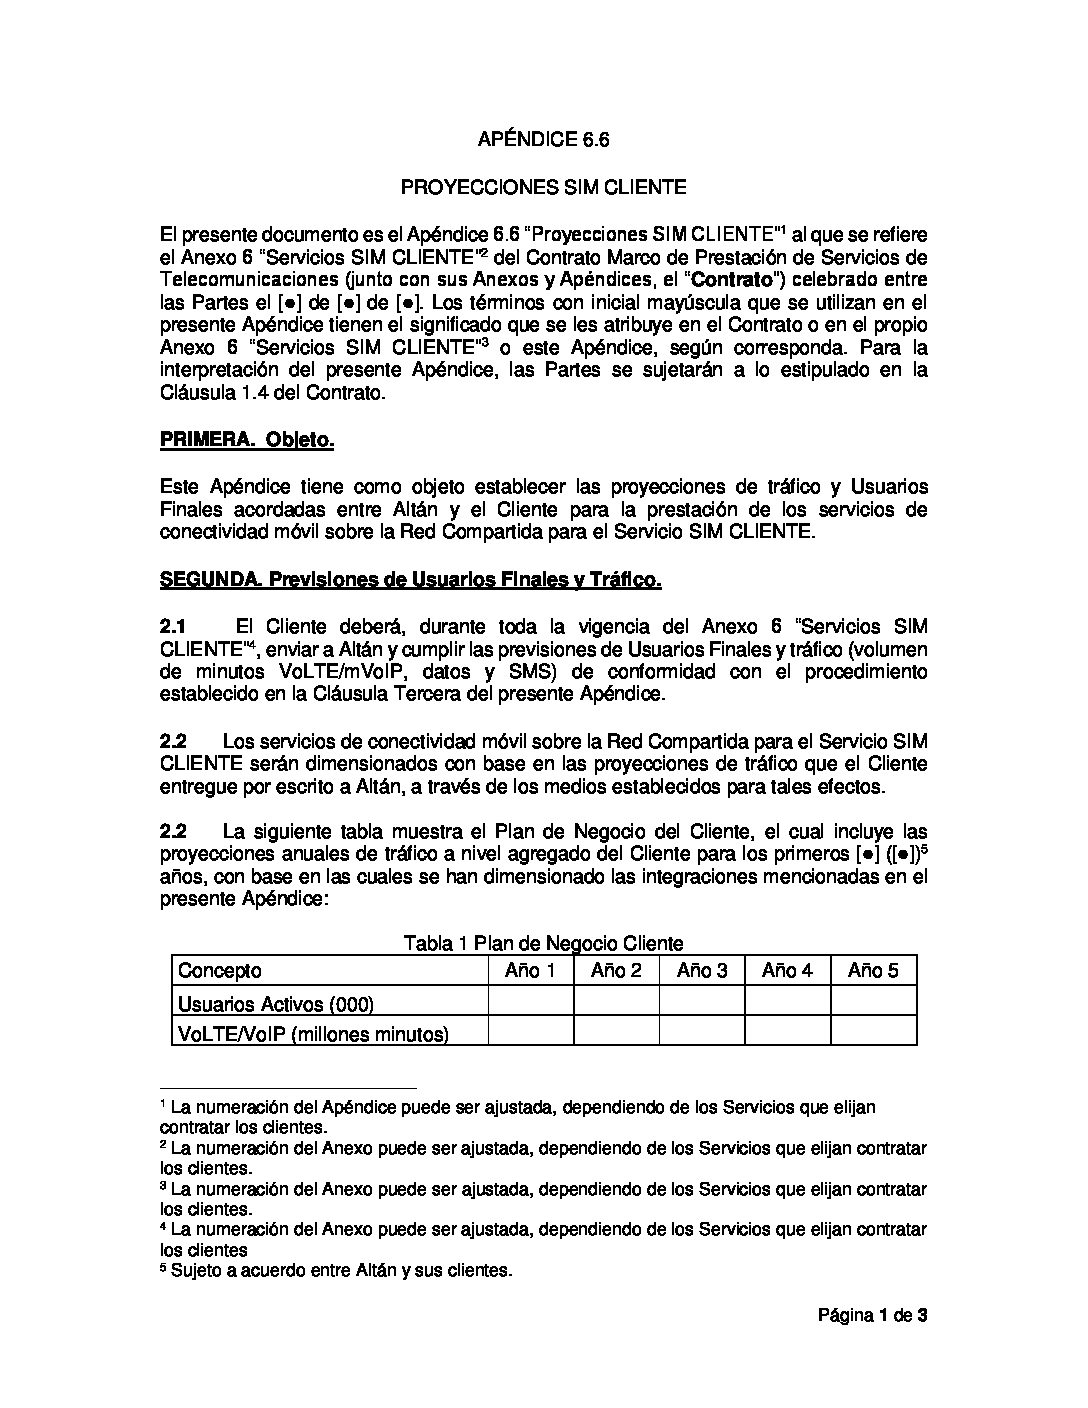 APÉNDICE 6.6
PROYECCIONES SIM CLIENTE
El presente documento es el Apéndice 6.6 “Proyecciones SIM CLIENTE”¹ al que se refiere
el Anexo 6 “Servicios SIM CLIENTE”² del Contrato Marco de Prestación de Servicios de
Telecomunicaciones (junto con sus Anexos y Apéndices, el “Contrato”) celebrado entre
las Partes el [●] de [●] de [●]. Los términos con inicial mayúscula que se utilizan en el
presente Apéndice tienen el significado que se les atribuye en el Contrato o en el propio
Anexo 6 “Servicios SIM CLIENTE”³ o este Apéndice, según corresponda. Para la
interpretación del presente Apéndice, las Partes se sujetarán a lo estipulado en la
Cláusula 1.4 del Contrato.
PRIMERA. Objeto.
Este Apéndice tiene como objeto establecer las proyecciones de tráfico y Usuarios
Finales acordadas entre Altán y el Cliente para la prestación de los servicios de
conectividad móvil sobre la Red Compartida para el Servicio SIM CLIENTE.
SEGUNDA. Previsiones de Usuarios Finales y Tráfico.
2.1 El Cliente deberá, durante toda la vigencia del Anexo 6 “Servicios SIM
CLIENTE”⁴, enviar a Altán y cumplir las previsiones de Usuarios Finales y tráfico (volumen
de minutos VoLTE/mVoIP, datos y SMS) de conformidad con el procedimiento
establecido en la Cláusula Tercera del presente Apéndice.
2.2 Los servicios de conectividad móvil sobre la Red Compartida para el Servicio SIM
CLIENTE serán dimensionados con base en las proyecciones de tráfico que el Cliente
entregue por escrito a Altán, a través de los medios establecidos para tales efectos.
2.2 La siguiente tabla muestra el Plan de Negocio del Cliente, el cual incluye las
proyecciones anuales de tráfico a nivel agregado del Cliente para los primeros [●] ([●])⁵
años, con base en las cuales se han dimensionado las integraciones mencionadas en el
presente Apéndice:
Tabla 1 Plan de Negocio Cliente
Concepto Año 1 Año 2 Año 3 Año 4 Año 5
Usuarios Activos (000)
VoLTE/VoIP (millones minutos)
¹ La numeración del Apéndice puede ser ajustada, dependiendo de los Servicios que elijan
contratar los clientes.
² La numeración del Anexo puede ser ajustada, dependiendo de los Servicios que elijan contratar
los clientes.
³ La numeración del Anexo puede ser ajustada, dependiendo de los Servicios que elijan contratar
los clientes.
⁴ La numeración del Anexo puede ser ajustada, dependiendo de los Servicios que elijan contratar
los clientes
⁵ Sujeto a acuerdo entre Altán y sus clientes.
Página 1 de 3